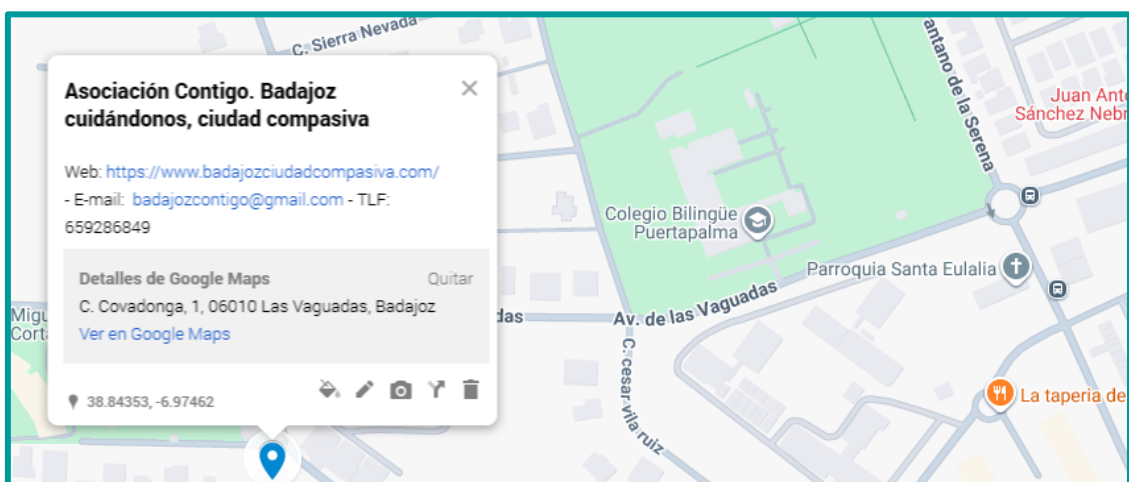 C. Sierra Nevada
Asociación Contigo. Badajoz
cuidándonos, ciudad compasiva
Web: https://www.badajozciudadcompasiva.com/
- E-mail: badajozcontigo@gmail.com - TLF:
659286849
Detalles de Google Maps
Quitar
C. Covadonga, 1, 06010 Las Vaguadas, Badajoz
Ver en Google Maps
38.84353, -6.97462
Migu
Cort
das
Av. de las Vaguadas
C. cesar vila ruiz
Colegio Bilingüe
Puertapalma
Parroquia Santa Eulalia
antano de la Serena
Juan Anto
Sánchez Nebr
La taperia de